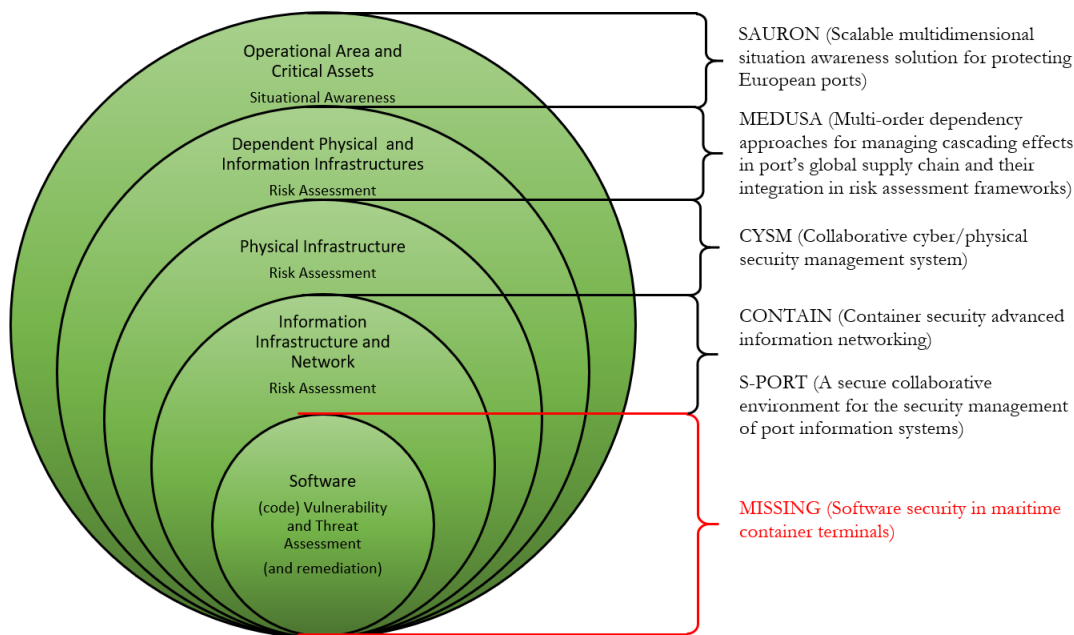 Operational Area and
Critical Assets
Situational Awareness
Dependent Physical and
Information Infrastructures
Risk Assessment
Physical Infrastructure
Risk Assessment
Information
Infrastructure and
Network
Risk Assessment
Software
(code) Vulnerability
and Threat
Assessment
(and remediation)
SAURON (Scalable multidimensional
situation awareness solution for protecting
European ports)
MEDUSA (Multi-order dependency
approaches for managing cascading effects
in port’s global supply chain and their
integration in risk assessment frameworks)
CYSM (Collaborative cyber/physical
security management system)
CONTAIN (Container security advanced
information networking)
S-PORT (A secure collaborative
environment for the security management
of port information systems)
MISSING (Software security in maritime
container terminals)